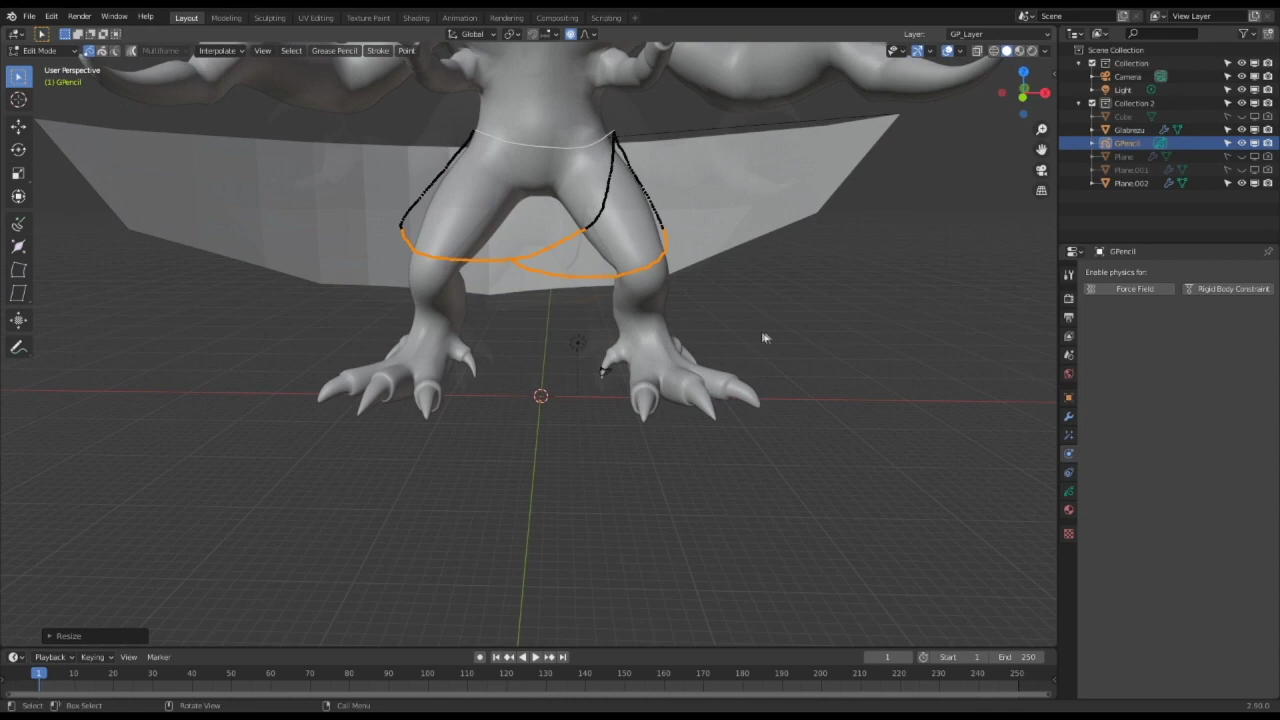 File Edit Render Window Help Layout Modeling Sculpting UV Editing Texture Paint Shading Animation Rendering Compositing Scripting + Scene View Layer
Global Layer: GP_Layer
Edit Mode Multiframe Interpolate View Select Grease Pencil Stroke Point
User Perspective
(1) GPencil
Scene Collection
Collection
Camera
Light
Collection 2
Cube
Glabrezu
GPencil
Plane
Plane.001
Plane.002
GPencil
Enable physics for:
Force Field Rigid Body Constraint
Resize
Playback Keying View Marker 1 Start 1 End 250
1 10 20 30 40 50 60 70 80 90 100 110 120 130 140 150 160 170 180 190 200 210 220 230 240 250
Select Box Select Rotate View Call Menu 2.90.0